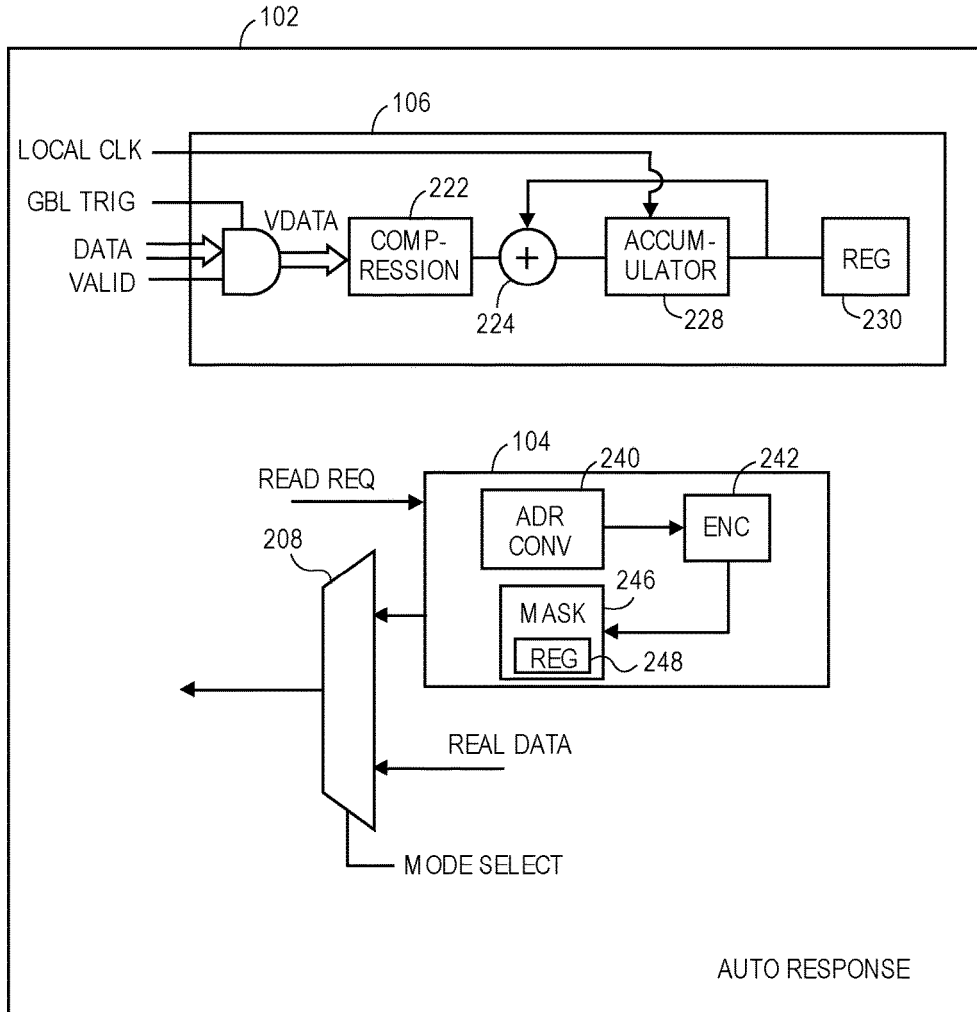 102
106
LOCAL CLK
GBL TRIG
DATA
VALID
VDATA
222
COMP-
RESSION
+
224
ACCUM-
ULATOR
228
REG
230
104
READ REQ
240
242
ADR
CONV
ENC
208
246
MASK
REG
248
REAL DATA
MODE SELECT
AUTO RESPONSE